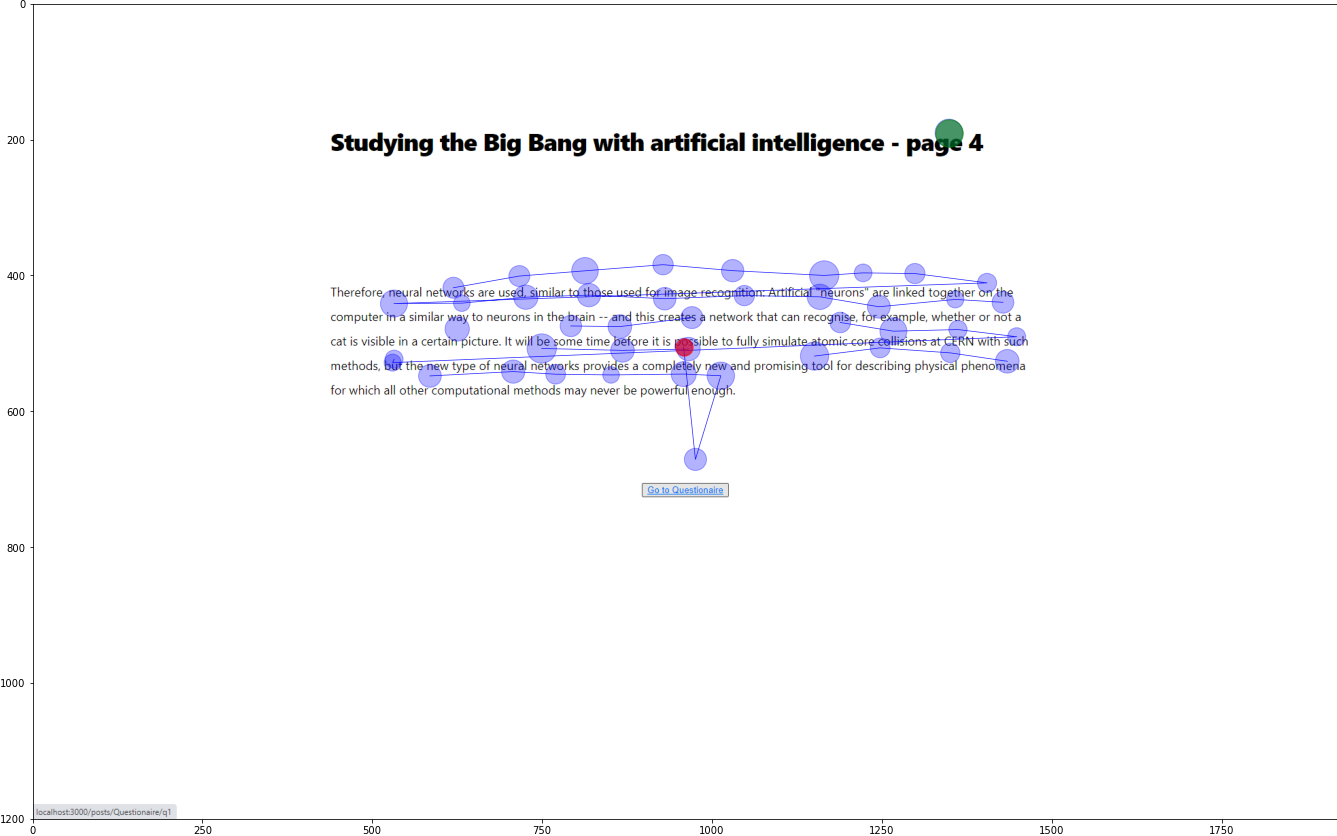 Studying the Big Bang with artificial intelligence - page 4
Therefore, neural networks are used, similar to those used for image recognition. Artificial "neurons" are linked together on the
computer in a similar way to neurons in the brain -- and this creates a network that can recognise, for example, whether or not a
cat is visible in a certain picture. It will be some time before it is possible to fully simulate atomic core collisions at CERN with such
methods, but the new type of neural networks provides a completely new and promising tool for describing physical phenomena
for which all other computational methods may never be powerful enough.
Go to Questionaire
localhost:3000/posts/Questionaire/q1
0
200
400
600
800
1000
1200
0
250
500
750
1000
1250
1500
1750